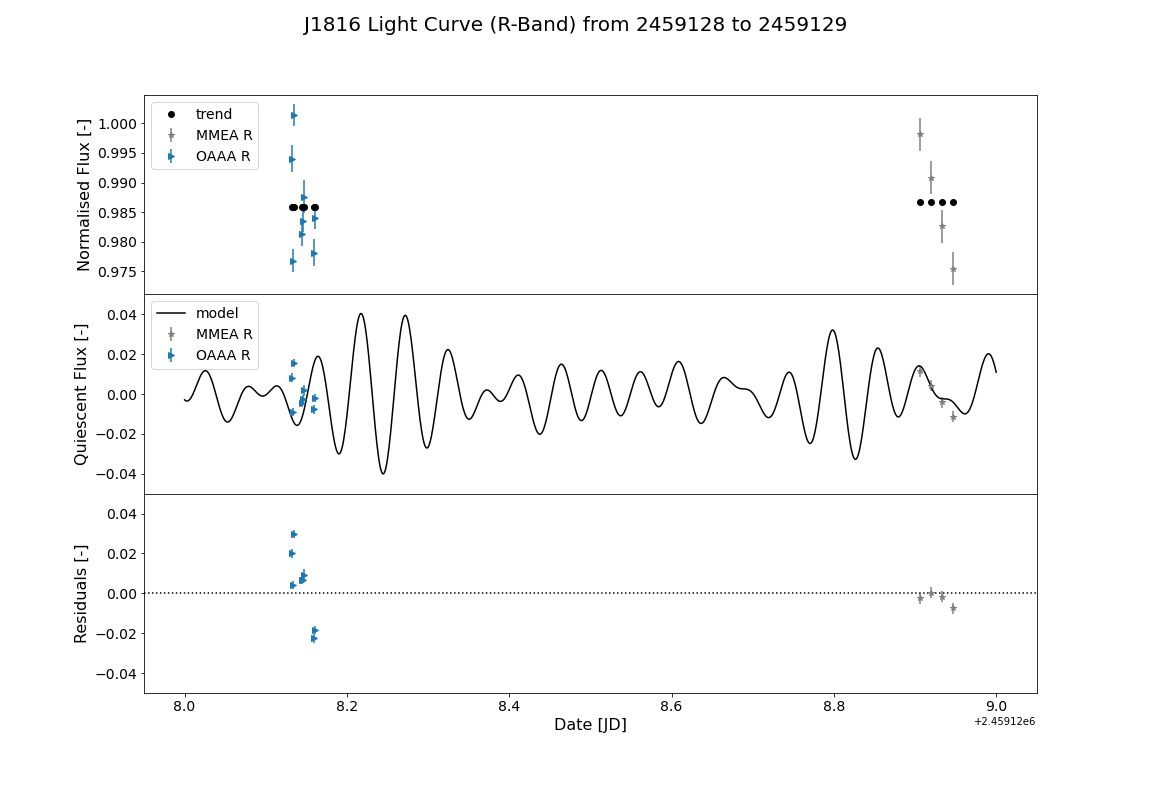 J1816 Light Curve (R-Band) from 2459128 to 2459129
Normalised Flux [-]
1.000
0.995
0.990
0.985
0.980
0.975
trend
MMEA R
OAAA R
Quiescent Flux [-]
0.04
0.02
0.00
−0.02
−0.04
model
MMEA R
OAAA R
Residuals [-]
0.04
0.02
0.00
−0.02
−0.04
8.0 8.2 8.4 8.6 8.8 9.0
Date [JD]
+2.45912e6